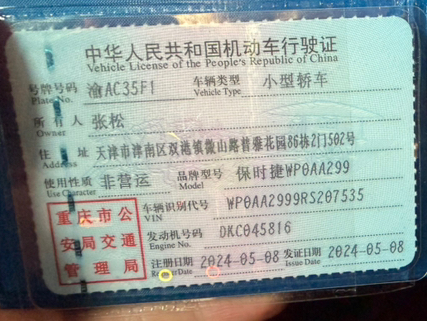 中华人民共和国机动车行驶证
Vehicle License of the People's Republic of China
号牌号码 渝AC35F1 车辆类型 小型轿车
Plate No. Vehicle Type
所有人 张松
Owner
住址 天津市津南区双港镇微山路首雅花园86栋2门502号
Address
使用性质 非营运 品牌型号 保时捷WP0AA299
Use Character Model
车辆识别代号 WP0AA2999RS207535
VIN
重庆市公
安局交通
管理局
发动机号码 DKC045816
Engine No.
注册日期 2024-05-08 发证日期 2024-05-08
Register Date Issue Date